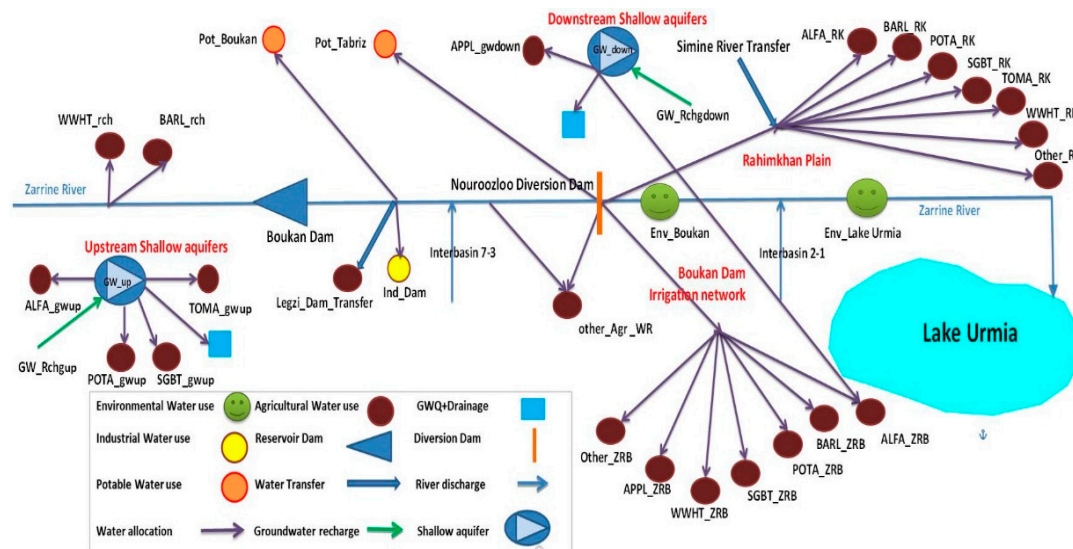 Downstream Shallow aquifers
Pot_Boukan
Pot_Tabriz
APPL_gwdown
GW_down
Simine River Transfer
ALFA_RK
BARL_RK
POTA_RK
SGBT_RK
TOMA_RK
WWHT_RK
Other_R
GW_Rchgdown
WWHT_rch
BARL_rch
Rahimkhan Plain
Zarrine River
Nouroozloo Diversion Dam
Boukan Dam
Env_Boukan
Env_Lake Urmia
Zarrine River
Upstream Shallow aquifers
Interbasin 7-3
Interbasin 2-1
GW_up
ALFA_gwup
TOMA_gwup
Legzi_Dam_Transfer
Ind_Dam
Boukan Dam
Irrigation network
other_Agr_WR
Lake Urmia
GW_Rchgup
POTA_gwup
SGBT_gwup
Other_ZRB
APPL_ZRB
WWHT_ZRB
SGBT_ZRB
POTA_ZRB
BARL_ZRB
ALFA_ZRB
Environmental Water use
Agricultural Water use
GWQ+Drainage
Industrial Water use
Reservoir Dam
Diversion Dam
Potable Water use
Water Transfer
River discharge
Water allocation
Groundwater recharge
Shallow aquifer